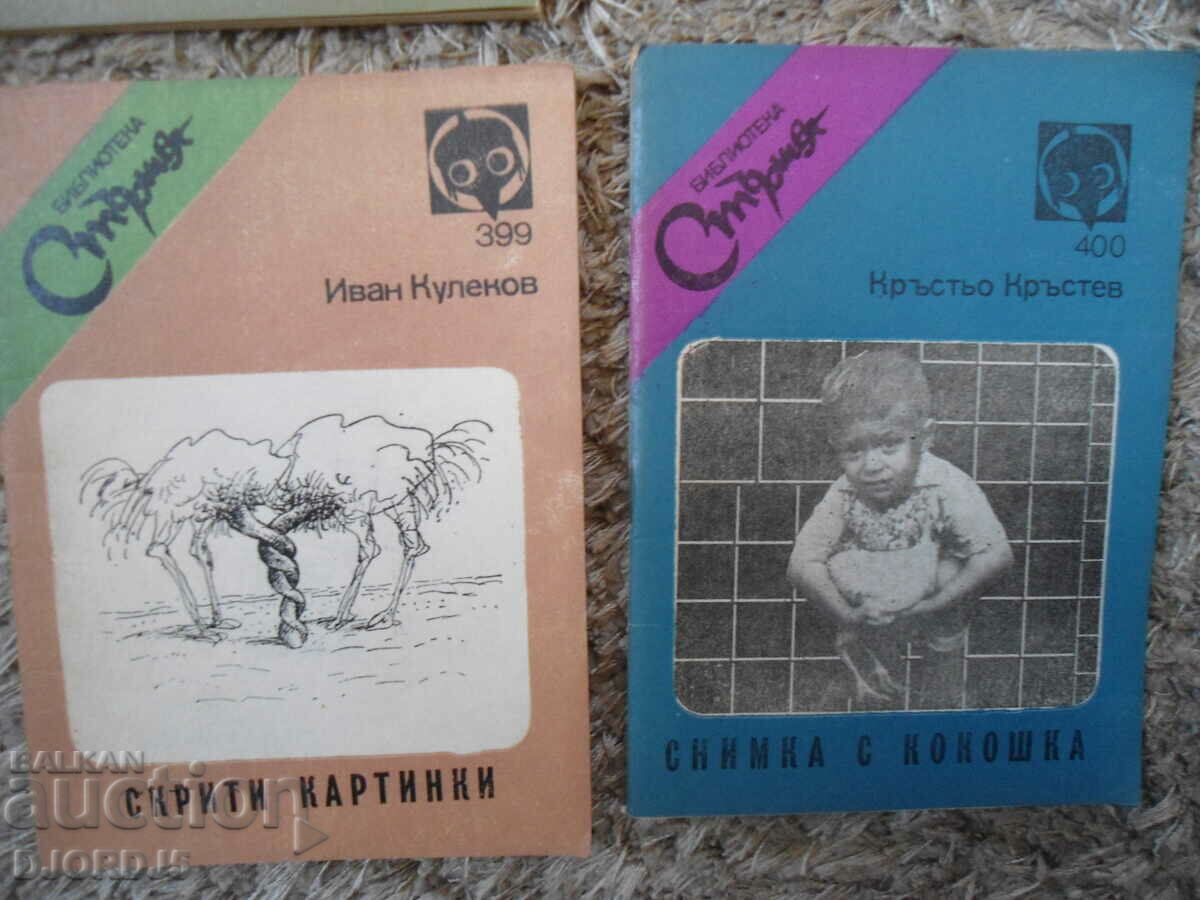 БИБЛИОТЕКА
Стършел
399
Иван Кулеков
СКРИТИ КАРТИНКИ
БИБЛИОТЕКА
Стършел
400
Кръстьо Кръстев
СНИМКА С КОКОШКА
BALKAN
auction
DJORDJ5